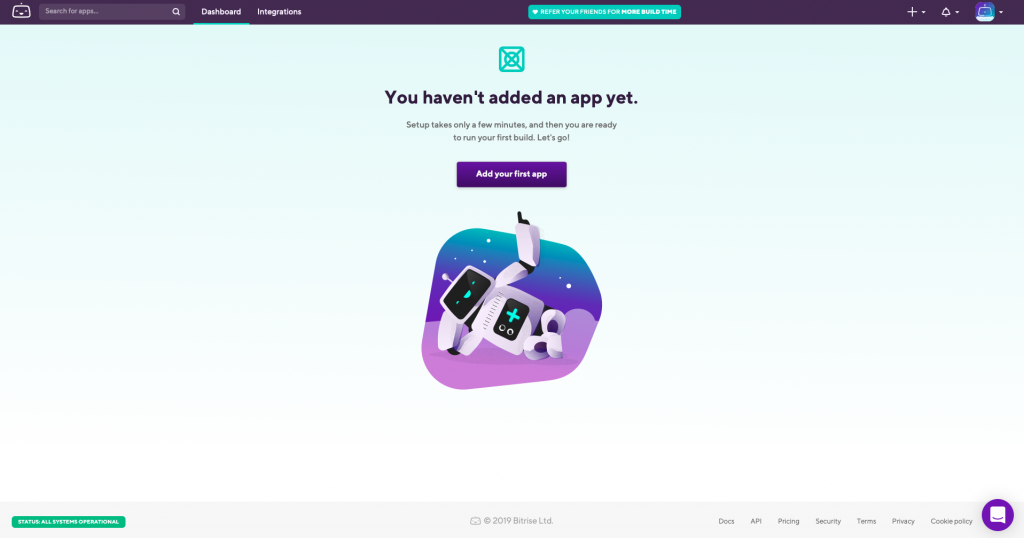 Search for apps...
Dashboard
Integrations
REFER YOUR FRIENDS FOR MORE BUILD TIME
You haven't added an app yet.
Setup takes only a few minutes, and then you are ready
to run your first build. Let's go!
Add your first app
STATUS: ALL SYSTEMS OPERATIONAL
© 2019 Bitrise Ltd.
Docs
API
Pricing
Security
Terms
Privacy
Cookie policy